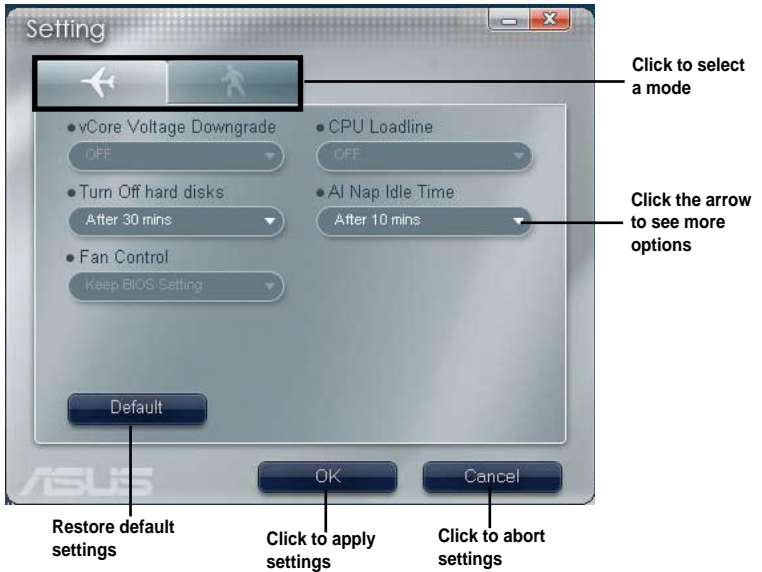 Setting
Click to select
a mode
vCore Voltage Downgrade
CPU Loadline
OFF
OFF
Turn Off hard disks
AI Nap Idle Time
After 30 mins
After 10 mins
Click the arrow
to see more
options
Fan Control
Keep BIOS Setting
Default
ASUS
OK
Cancel
Restore default
settings
Click to apply
settings
Click to abort
settings